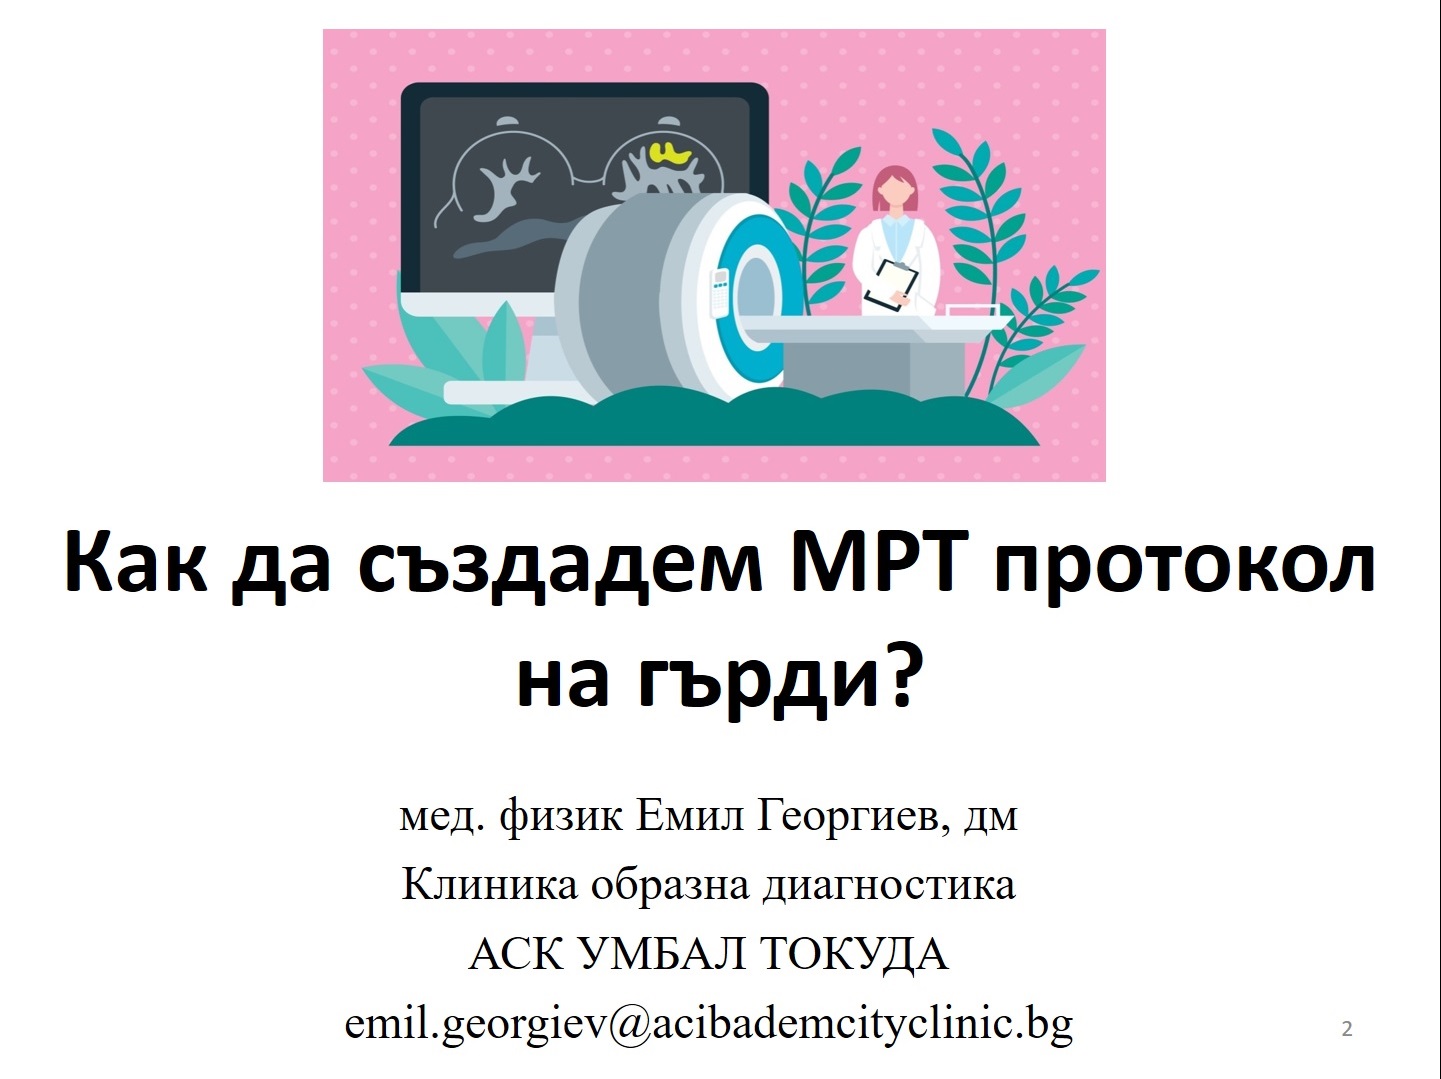 Как да създадем МРТ протокол
на гърди?
мед. физик Емил Георгиев, дм
Клиника образна диагностика
АСК УМБАЛ ТОКУДА
emil.georgiev@acibademcityclinic.bg
2